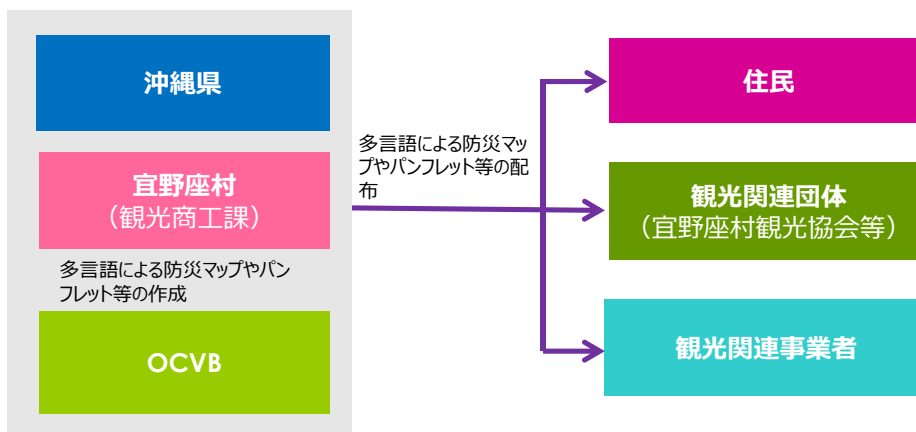 沖縄県
宜野座村
（観光商工課）
多言語による防災マップやパン
フレット等の作成
OCVB
多言語による防災マッ
プやパンフレット等の配
布
住民
観光関連団体
（宜野座村観光協会等）
観光関連事業者